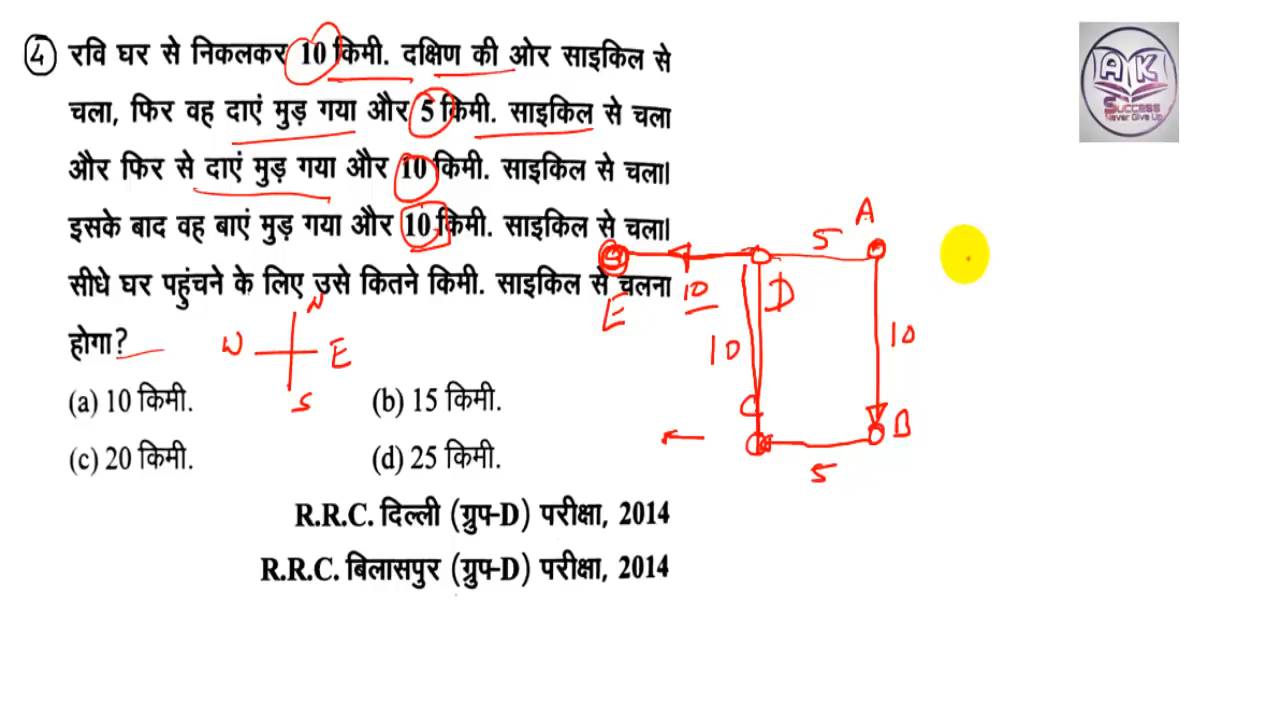 4 रवि घर से निकलकर 10 किमी. दक्षिण की ओर साइकिल से
चला, फिर वह दाएं मुड़ गया और 5 किमी. साइकिल से चला
और फिर से दाएं मुड़ गया और 10 किमी. साइकिल से चला।
इसके बाद वह बाएं मुड़ गया और 10 किमी. साइकिल से चला।
सीधे घर पहुंचने के लिए उसे कितने किमी. साइकिल से चलना
होगा?
(a) 10 किमी. (b) 15 किमी.
(c) 20 किमी. (d) 25 किमी.
R.R.C. दिल्ली (ग्रुप-D) परीक्षा, 2014
R.R.C. बिलासपुर (ग्रुप-D) परीक्षा, 2014
N
W E
S
A
5
E 10 D
10 10
C B
5
AK
Success
Never Give Up